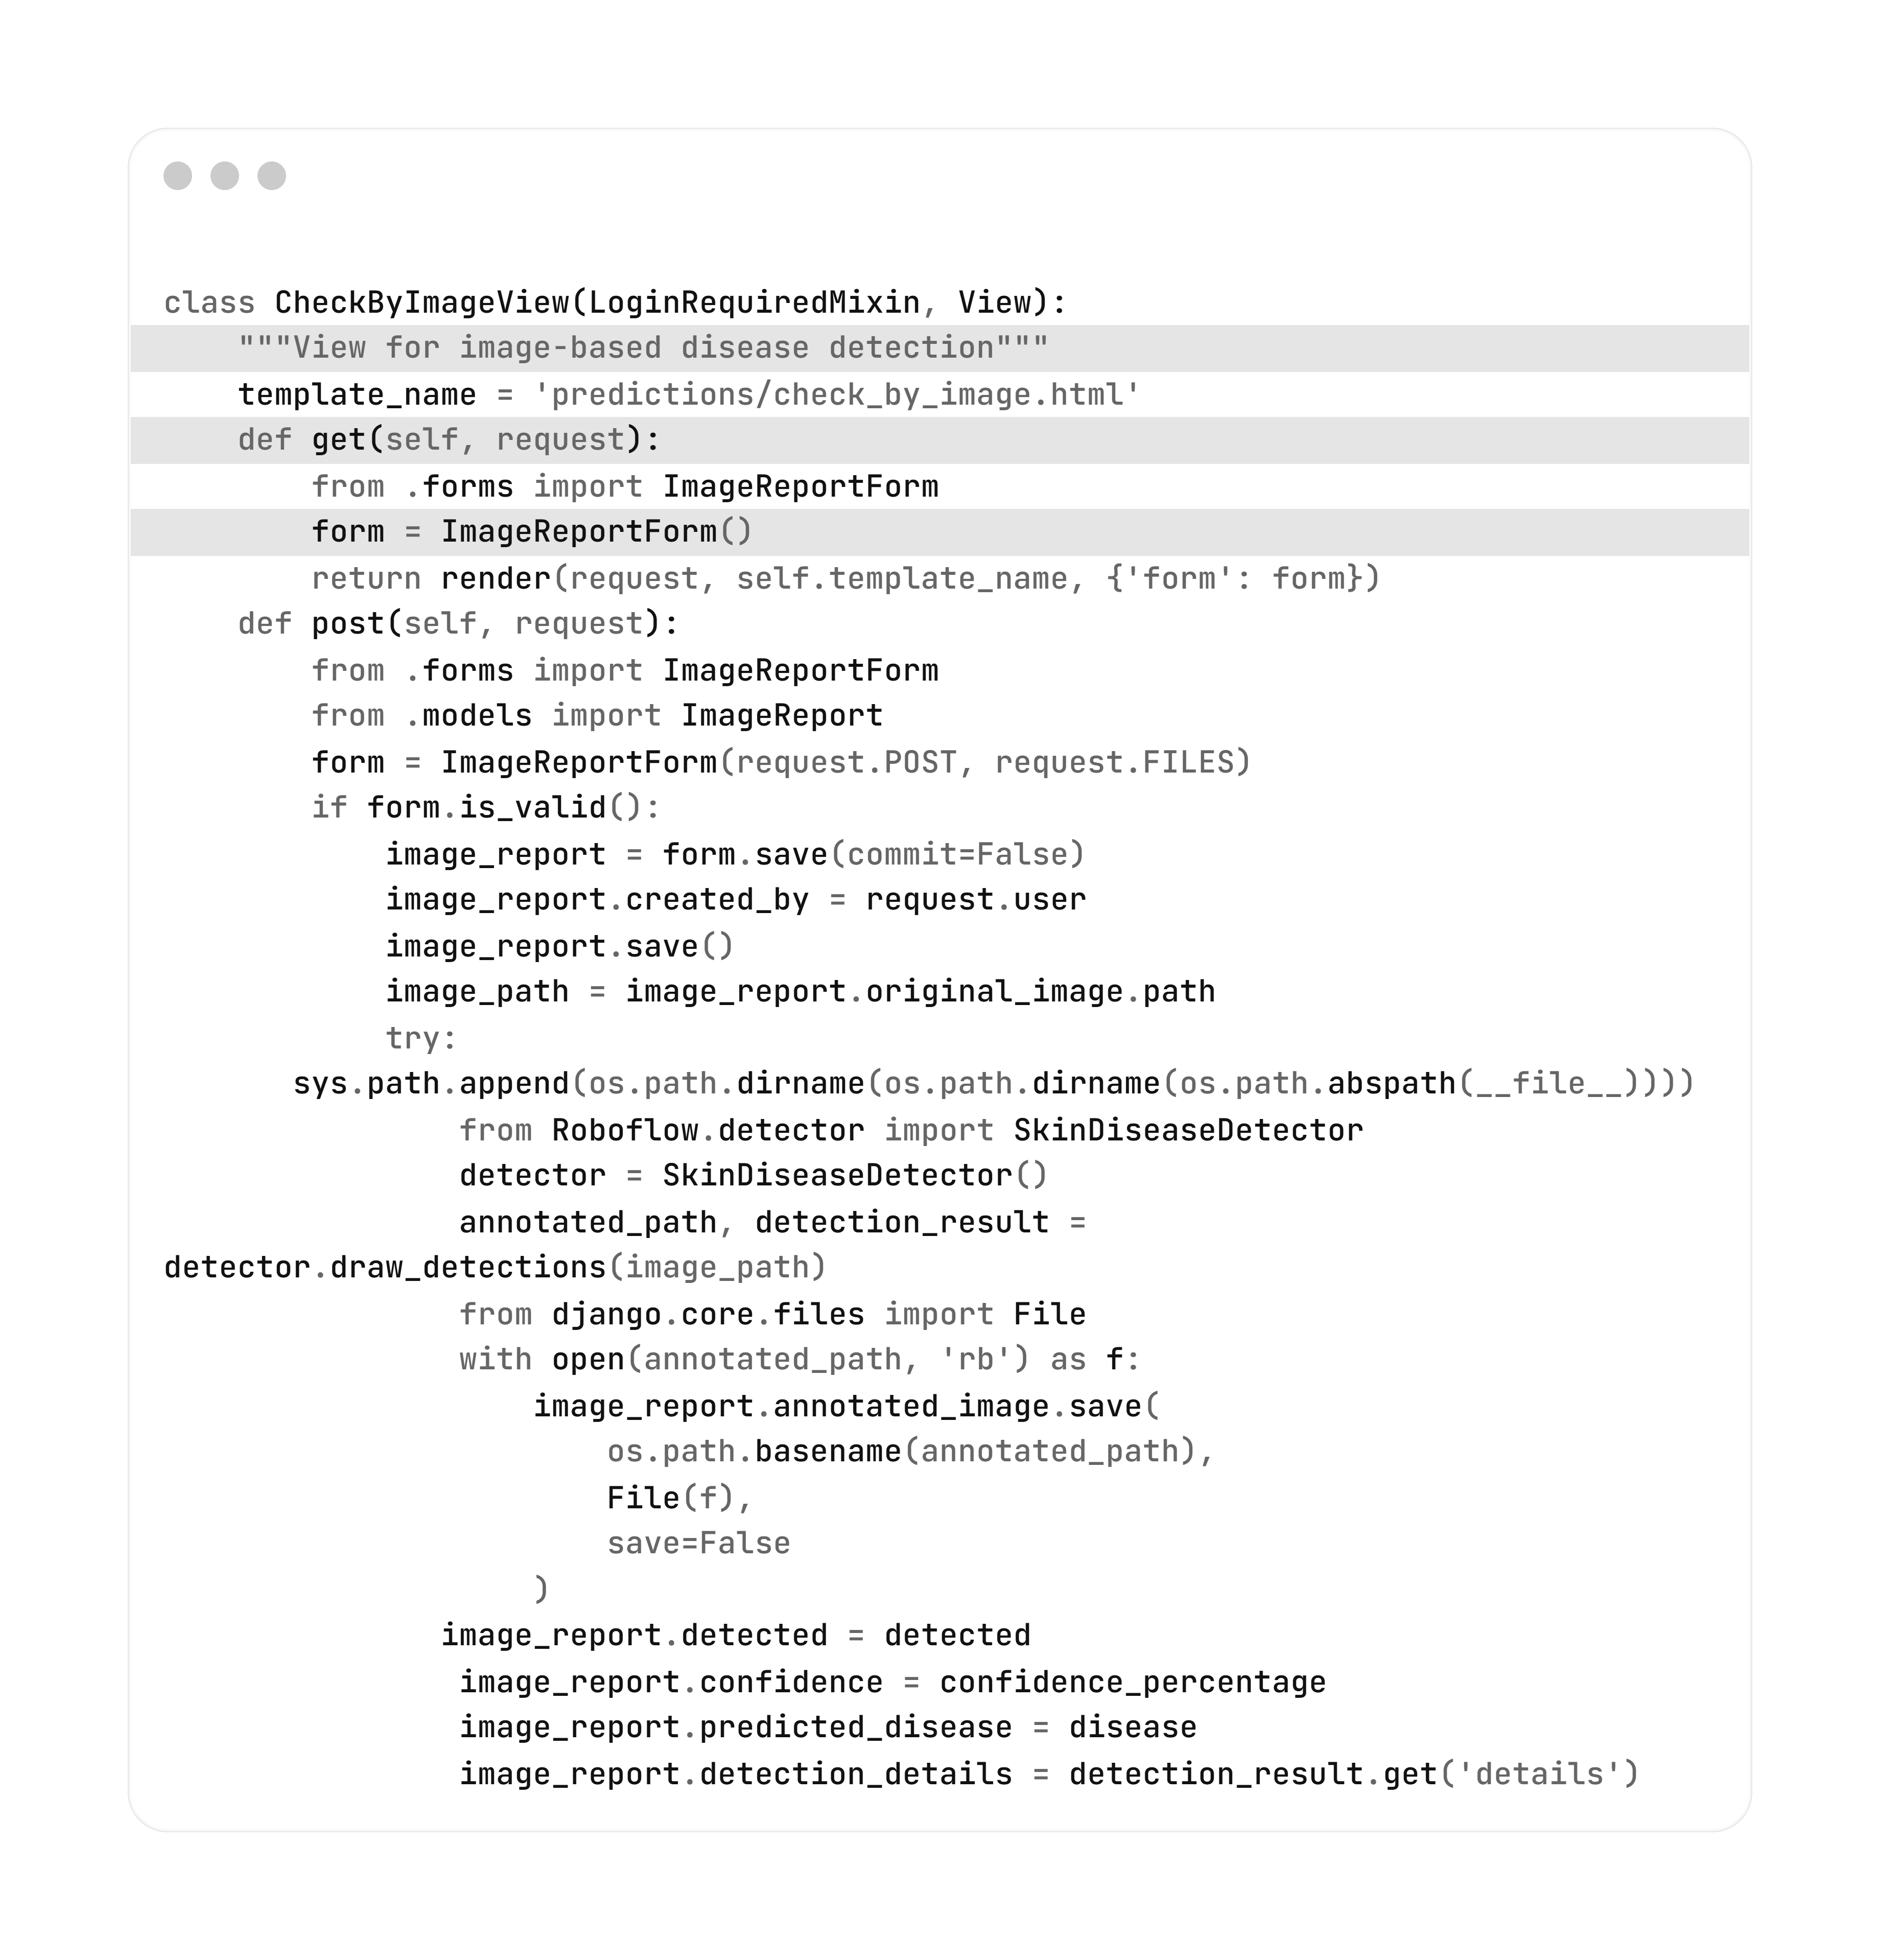 class CheckByImageView(LoginRequiredMixin, View):
    """View for image-based disease detection"""
    template_name = 'predictions/check_by_image.html'
    def get(self, request):
        from .forms import ImageReportForm
        form = ImageReportForm()
        return render(request, self.template_name, {'form': form})
    def post(self, request):
        from .forms import ImageReportForm
        from .models import ImageReport
        form = ImageReportForm(request.POST, request.FILES)
        if form.is_valid():
            image_report = form.save(commit=False)
            image_report.created_by = request.user
            image_report.save()
            image_path = image_report.original_image.path
            try:
       sys.path.append(os.path.dirname(os.path.dirname(os.path.abspath(__file__))))
                from Roboflow.detector import SkinDiseaseDetector
                detector = SkinDiseaseDetector()
                annotated_path, detection_result =
detector.draw_detections(image_path)
                from django.core.files import File
                with open(annotated_path, 'rb') as f:
                    image_report.annotated_image.save(
                        os.path.basename(annotated_path),
                        File(f),
                        save=False
                    )
               image_report.detected = detected
                image_report.confidence = confidence_percentage
                image_report.predicted_disease = disease
                image_report.detection_details = detection_result.get('details')